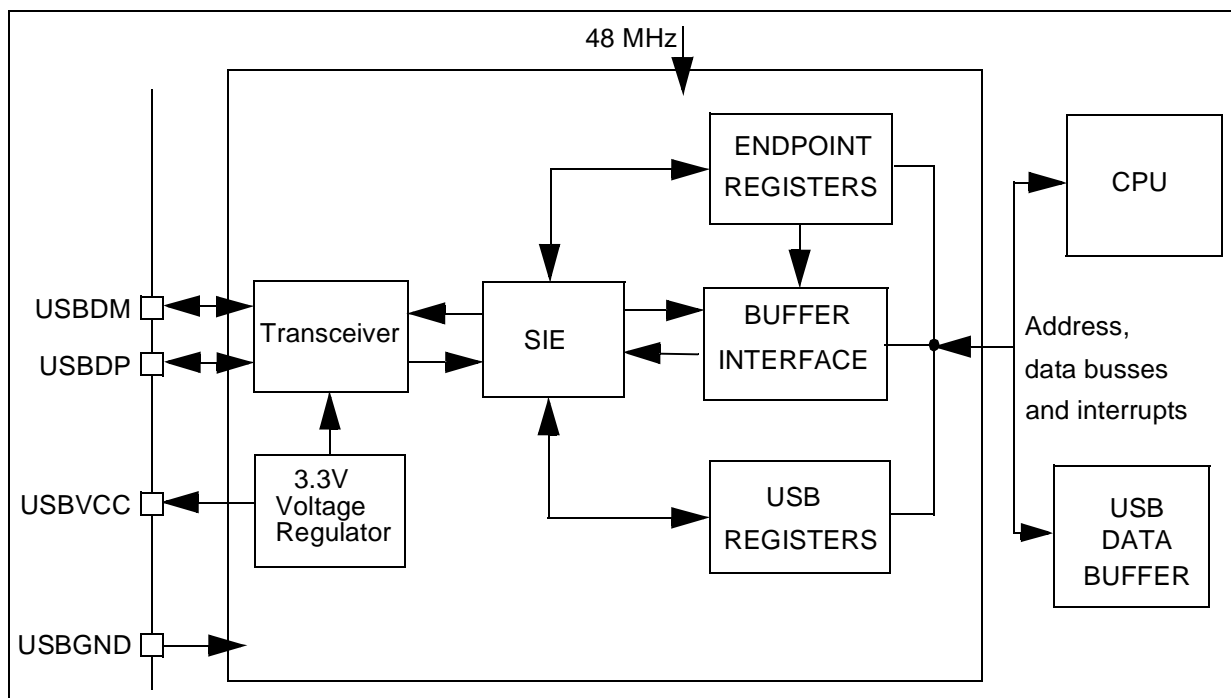 48 MHz
ENDPOINT
REGISTERS
CPU
USBDM
Transceiver
SIE
BUFFER
INTERFACE
Address,
data busses
and interrupts
USBDP
3.3V
Voltage
Regulator
USBVCC
USB
REGISTERS
USB
DATA
BUFFER
USBGND